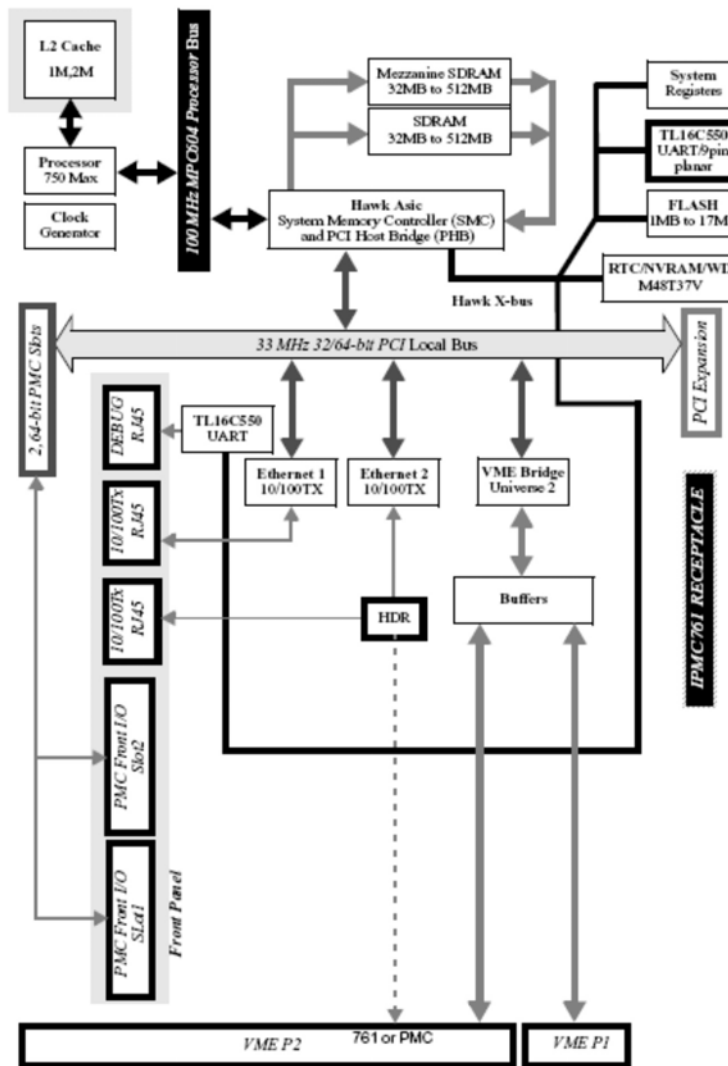 L2 Cache
1M,2M
Processor
750 Max
Clock
Generator
100 MHz MPC604 Processor Bus
Mezzanine SDRAM
32MB to 512MB
SDRAM
32MB to 512MB
Hawk Asic
System Memory Controller (SMC)
and PCI Host Bridge (PHB)
System
Registers
TL16C550
UART/9pin
planar
FLASH
1MB to 17M
RTC/NVRAM/WD
M48T37V
Hawk X-bus
33 MHz 32/64-bit PCI Local Bus
2,64-bit PMC Slots
PCI Expansion
DEBUG
RJ45
TL16C550
UART
Ethernet 1
10/100TX
Ethernet 2
10/100TX
VME Bridge
Universe 2
10/100Tx
RJ45
10/100Tx
RJ45
HDR
Buffers
IPMC761 RECEPTACLE
PMC Front I/O
Slot2
PMC Front I/O
SLot1
Front Panel
VME P2
761 or PMC
VME P1